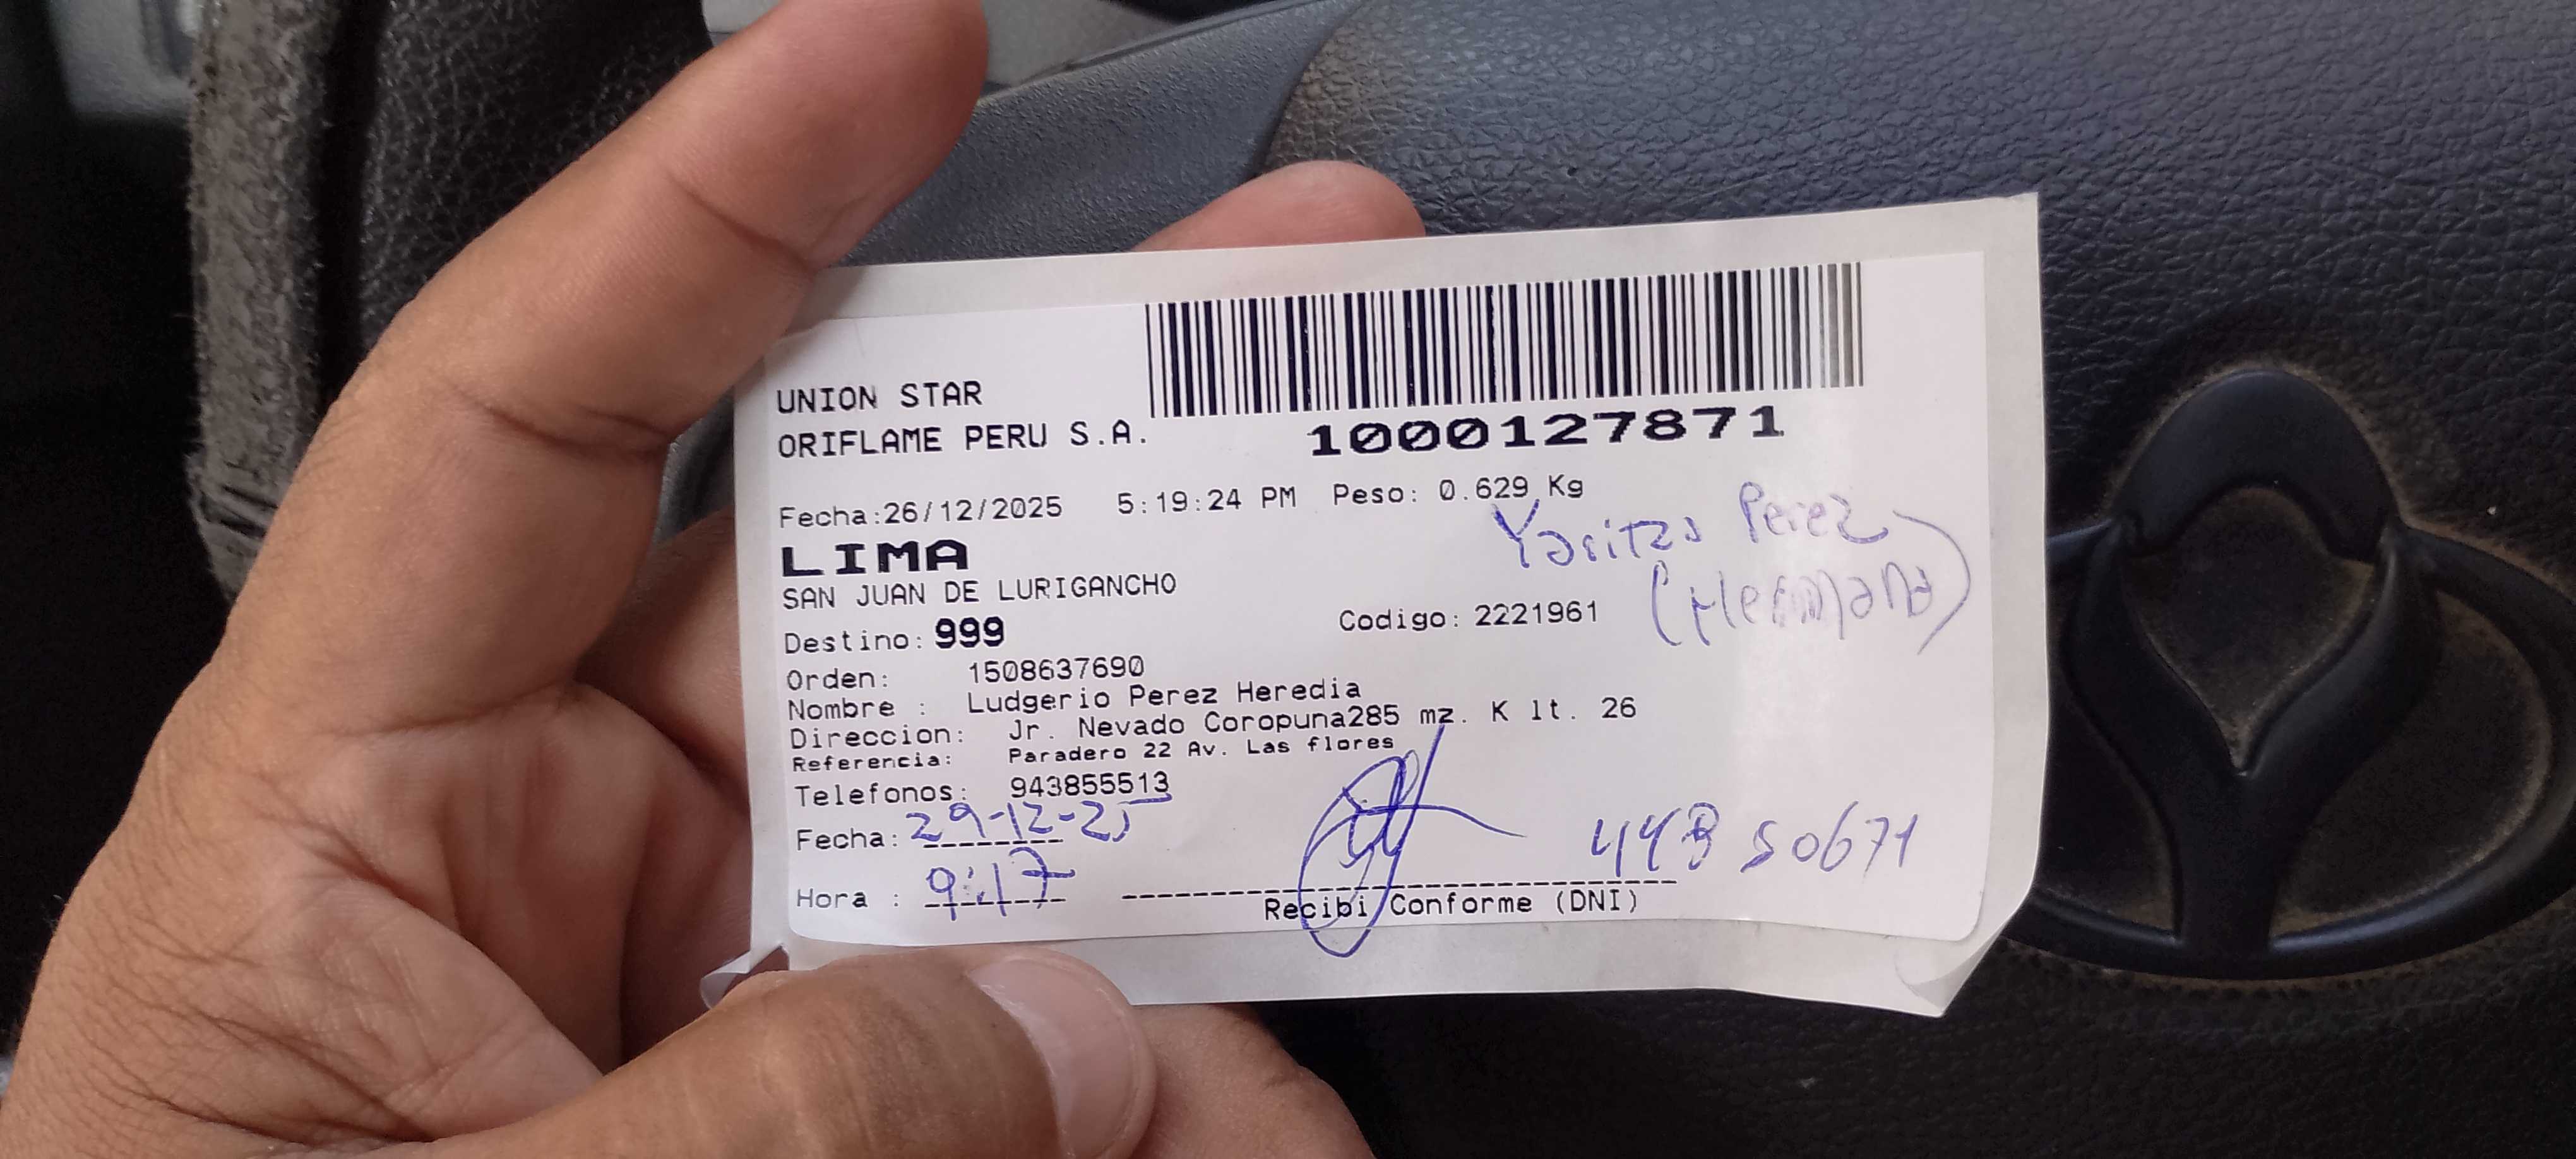 UNION STAR
ORIFLAME PERU S.A.
1000127871
Fecha:26/12/2025 5:19:24 PM Peso: 0.629 Kg
LIMA
Yaritza Perez
(Hermana)
SAN JUAN DE LURIGANCHO
Destino: 999 Codigo: 2221961
Orden: 1508637690
Nombre : Ludgerio Perez Heredia
Direccion: Jr. Nevado Coropuna285 mz. K lt. 26
Referencia: Paradero 22 Av. Las flores
Telefonos: 943855513
Fecha: 29-12-25
Hora : 9:17
Recibi Conforme (DNI)